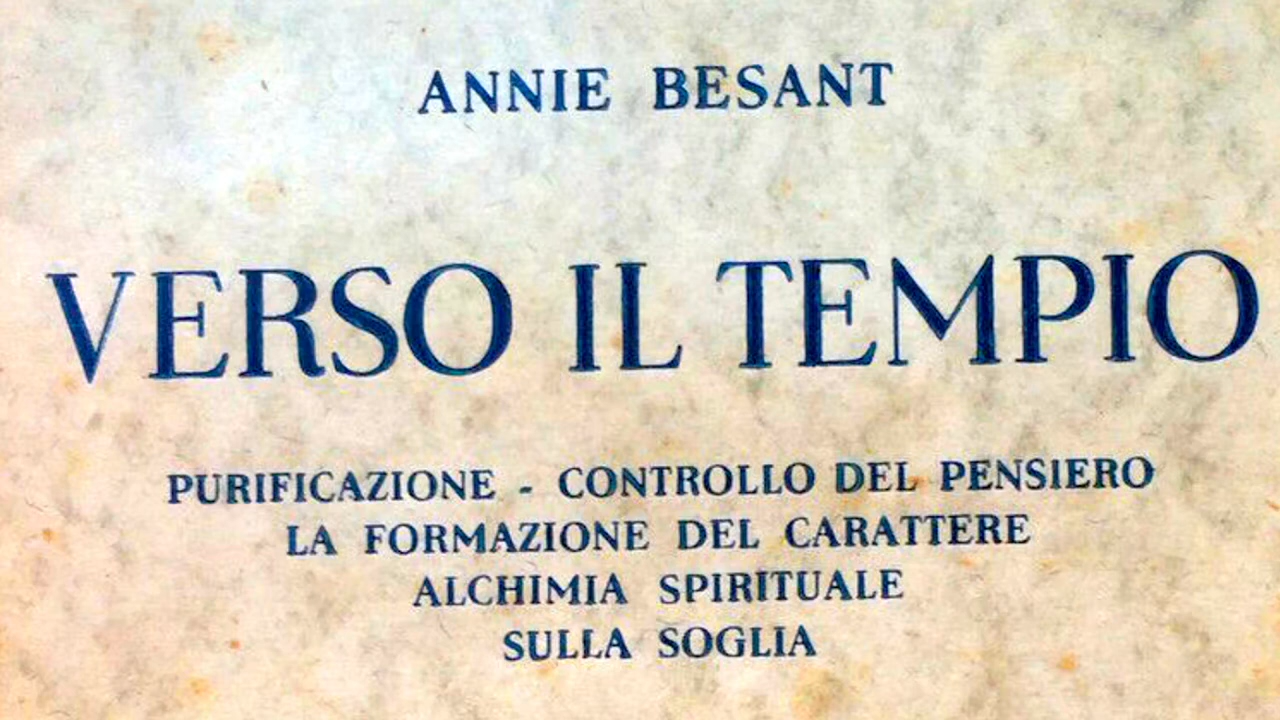 ANNIE BESANT
VERSO IL TEMPIO
PURIFICAZIONE - CONTROLLO DEL PENSIERO
LA FORMAZIONE DEL CARATTERE
ALCHIMIA SPIRITUALE
SULLA SOGLIA